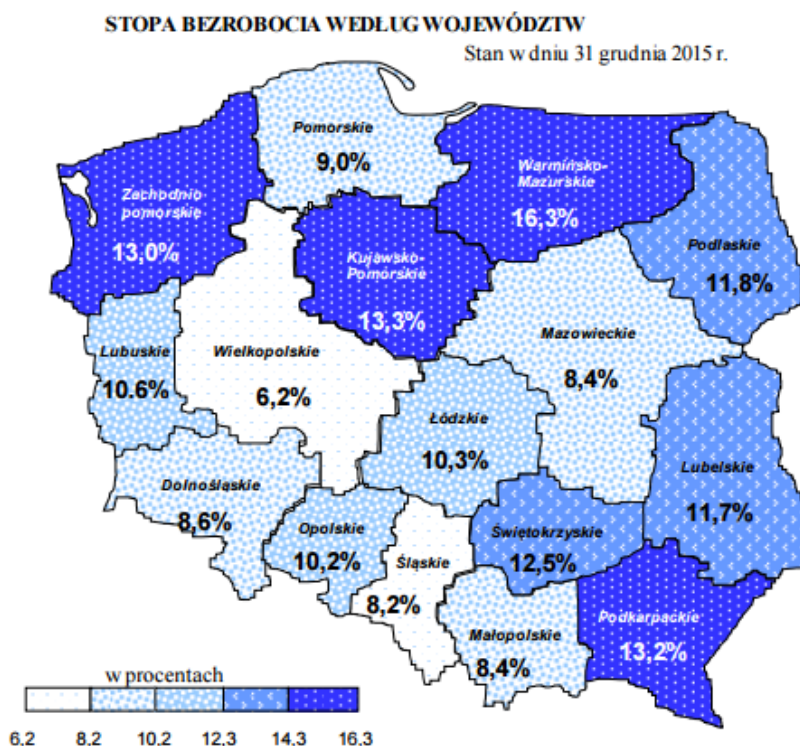 STOPA BEZROBOCIA WEDŁUG WOJEWÓDZTW
Stan w dniu 31 grudnia 2015 r.
Pomorskie
9,0%
Warmińsko-
Mazurskie
16,3%
Zachodnio
pomorskie
13,0%
Podlaskie
11,8%
Kujawsko-
Pomorskie
13,3%
Mazowieckie
8,4%
Lubuskie
10.6%
Wielkopolskie
6,2%
Łódzkie
10,3%
Lubelskie
11,7%
Dolnośląskie
8,6%
Opolskie
10,2%
Śląskie
8,2%
Świętokrzyskie
12,5%
Małopolskie
8,4%
Podkarpackie
13,2%
w procentach
6,2 8,2 10,2 12,3 14,3 16,3